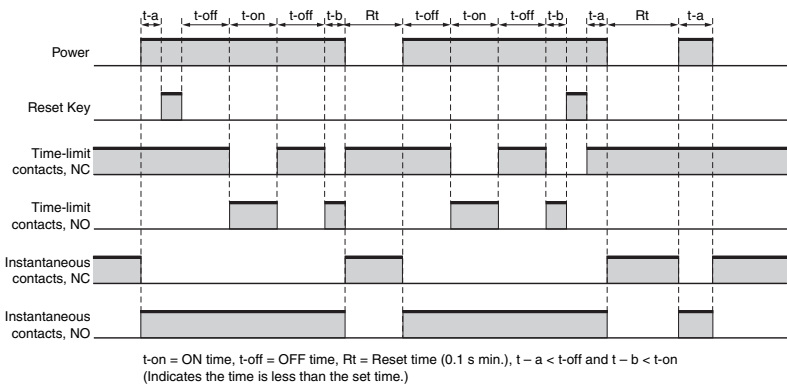 t-a t-off t-on t-off t-b Rt t-off t-on t-off t-b t-a Rt t-a
Power
Reset Key
Time-limit
contacts, NC
Time-limit
contacts, NO
Instantaneous
contacts, NC
Instantaneous
contacts, NO
t-on = ON time, t-off = OFF time, Rt = Reset time (0.1 s min.), t – a < t-off and t – b < t-on
(Indicates the time is less than the set time.)